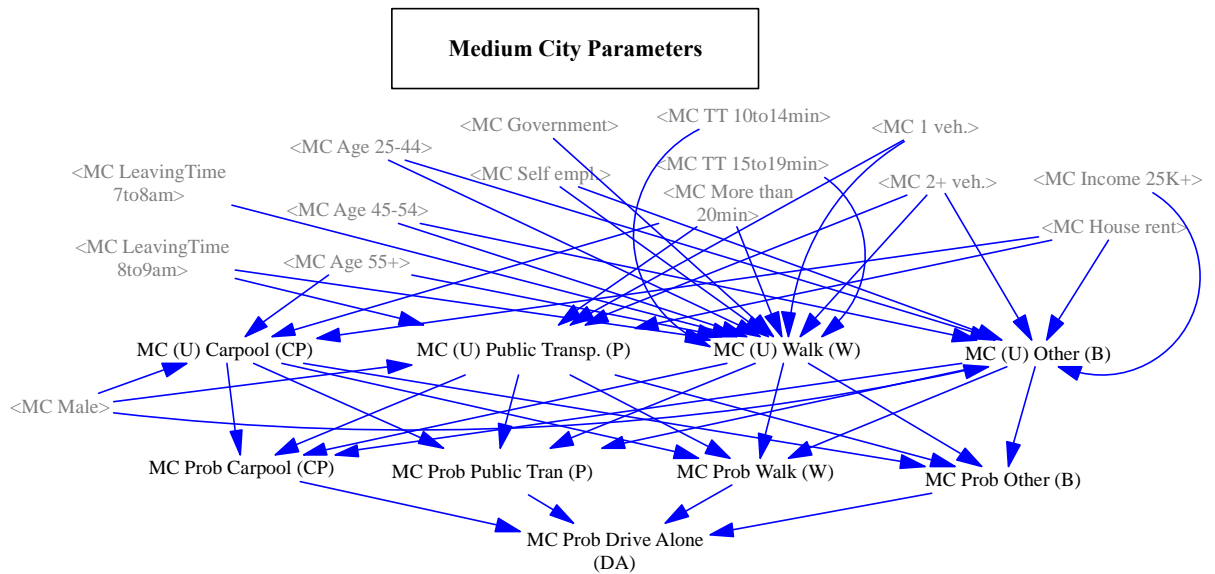 Medium City Parameters
<MC Government>
<MC TT 10to14min>
<MC 1 veh.>
<MC Age 25-44>
<MC TT 15to19min>
<MC LeavingTime
7to8am>
<MC Self empl.>
<MC More than
20min>
<MC 2+ veh.>
<MC Income 25K+>
<MC Age 45-54>
<MC House rent>
<MC LeavingTime
8to9am>
<MC Age 55+>
MC (U) Carpool (CP)
MC (U) Public Transp. (P)
MC (U) Walk (W)
MC (U) Other (B)
<MC Male>
MC Prob Carpool (CP)
MC Prob Public Tran (P)
MC Prob Walk (W)
MC Prob Other (B)
MC Prob Drive Alone
(DA)